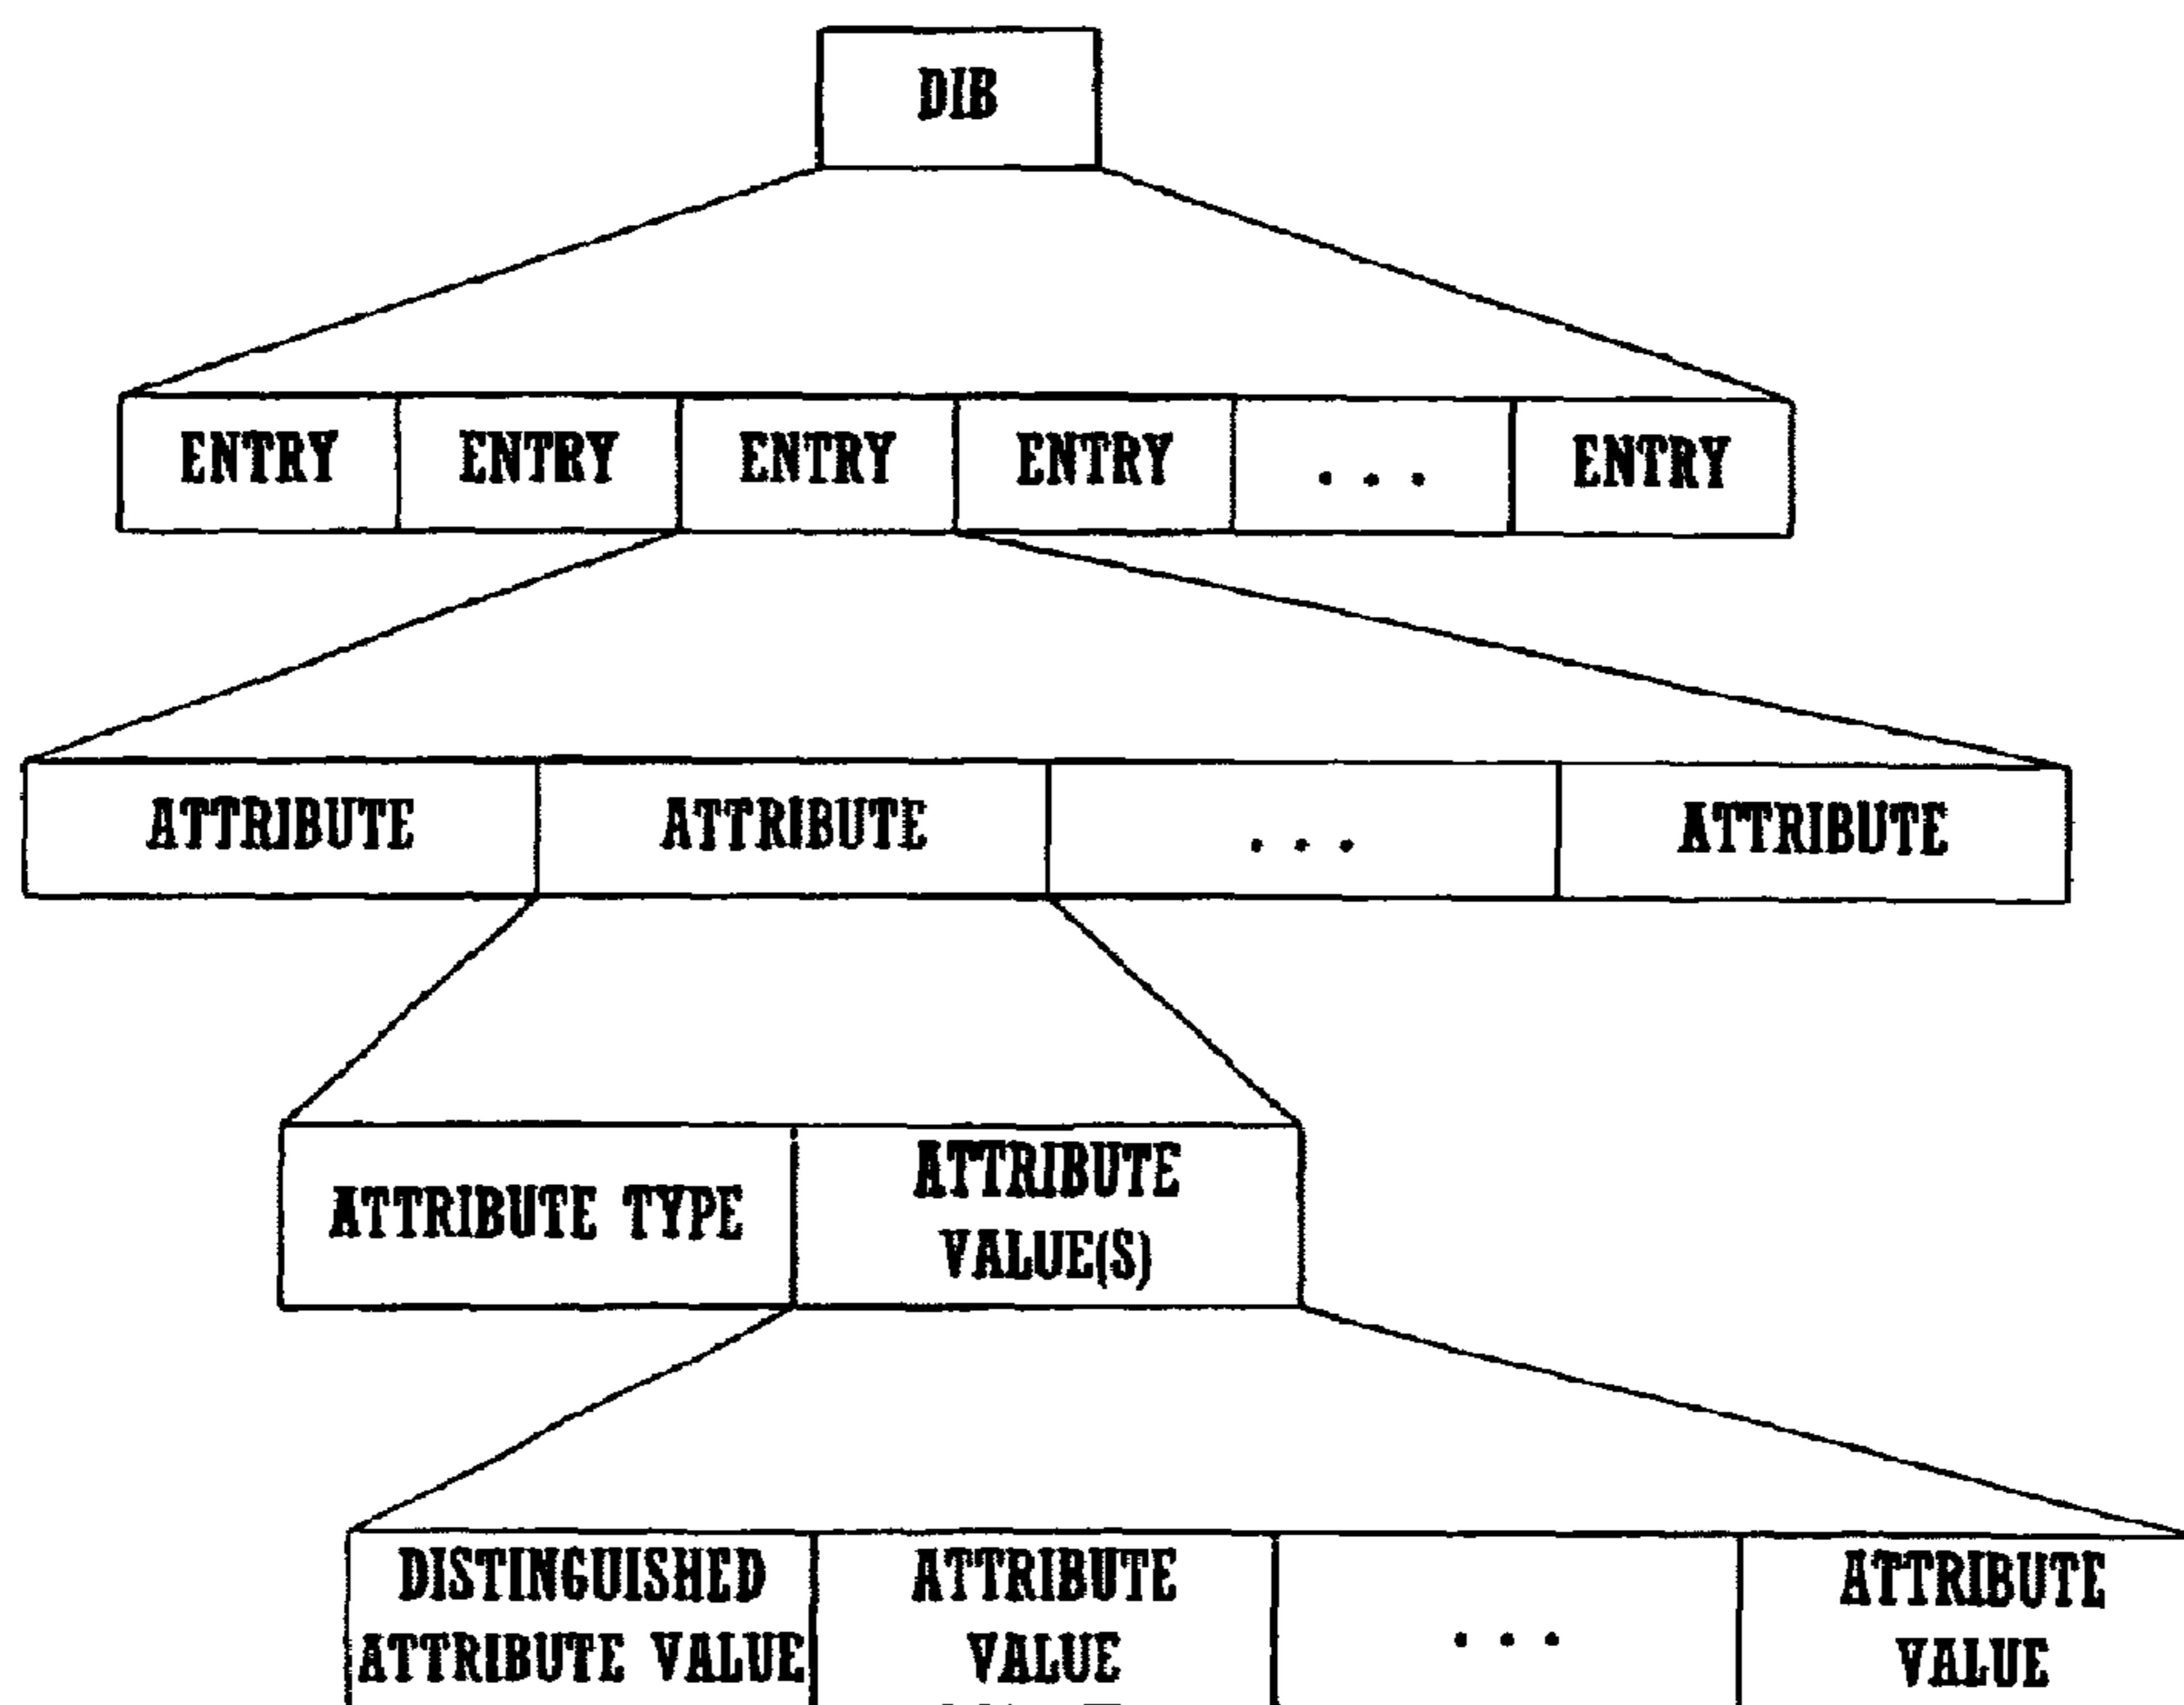 DIB
ENTRY ENTRY ENTRY ENTRY ... ENTRY
ATTRIBUTE ATTRIBUTE ... ATTRIBUTE
ATTRIBUTE TYPE
ATTRIBUTE
VALUE(S)
DISTINGUISHED
ATTRIBUTE VALUE
ATTRIBUTE
VALUE
...
ATTRIBUTE
VALUE